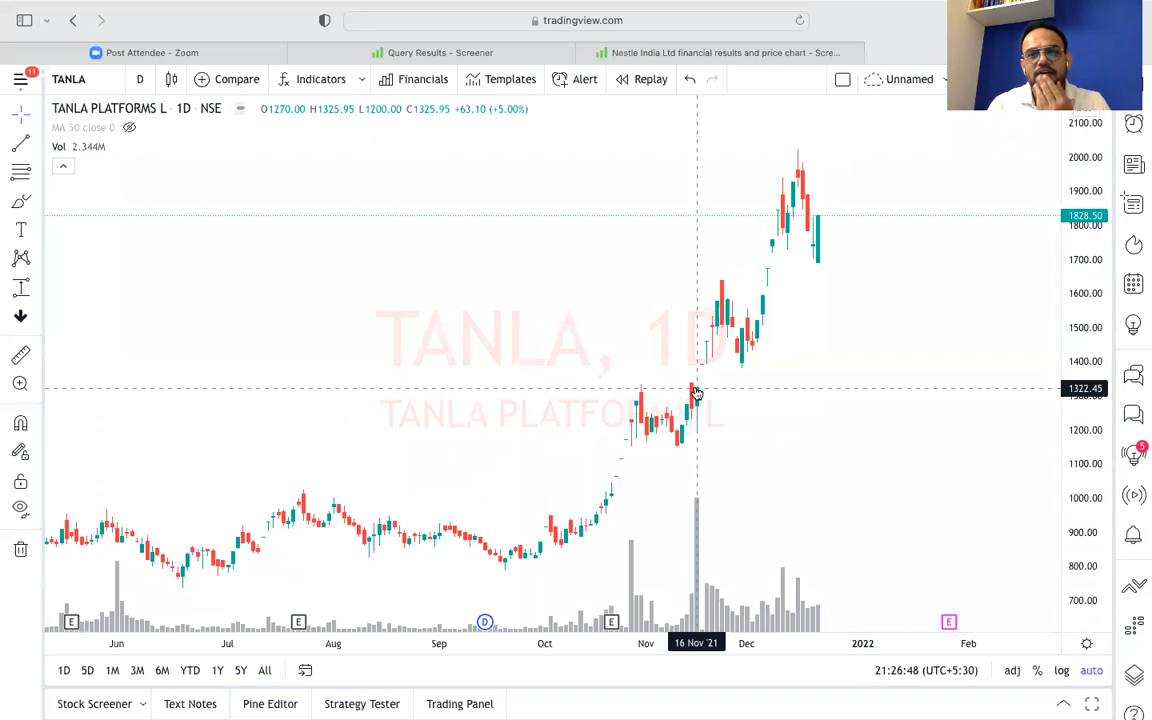 tradingview.com
Post Attendee - Zoom
Query Results - Screener
Nestle India Ltd financial results and price chart - Scre...
11
TANLA
D
Compare
Indicators
Financials
Templates
Alert
Replay
Unnamed
TANLA PLATFORMS L · 1D · NSE
O1270.00 H1325.95 L1200.00 C1325.95 +63.10 (+5.00%)
MA 50 close 0
Vol 2.344M
TANLA, 1D
TANLA PLATFORMS L
2100.00
2000.00
1900.00
1828.50
1800.00
1700.00
1600.00
1500.00
1400.00
1322.45
1200.00
1100.00
1000.00
900.00
800.00
700.00
5
E
E
D
E
E
Jun
Jul
Aug
Sep
Oct
Nov
16 Nov '21
Dec
2022
Feb
1D
5D
1M
3M
6M
YTD
1Y
5Y
All
21:26:48 (UTC+5:30)
adj
%
log
auto
Stock Screener
Text Notes
Pine Editor
Strategy Tester
Trading Panel